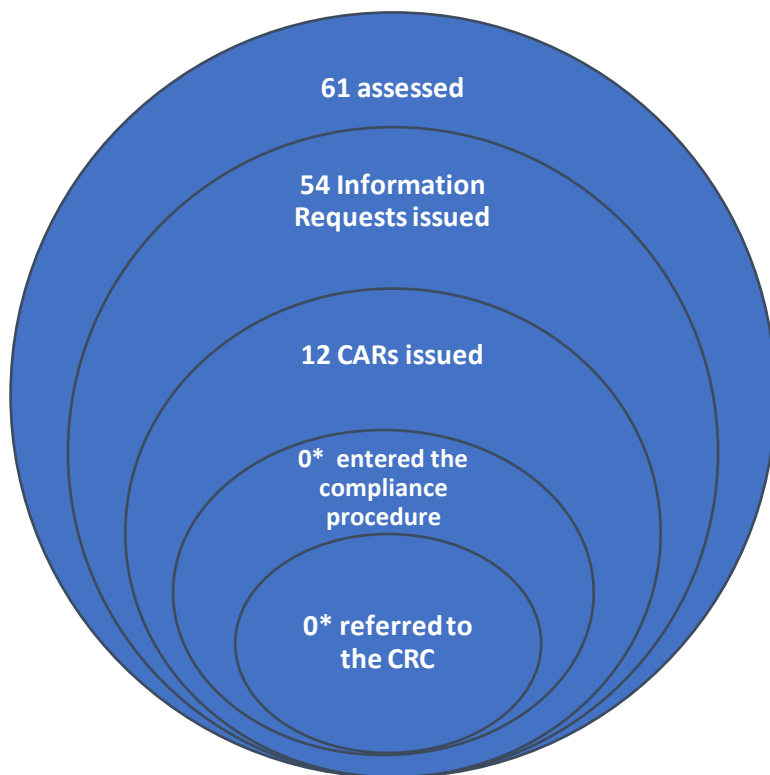 61 assessed
54 Information
Requests issued
12 CARs issued
0* entered the
compliance
procedure
0* referred to
the CRC